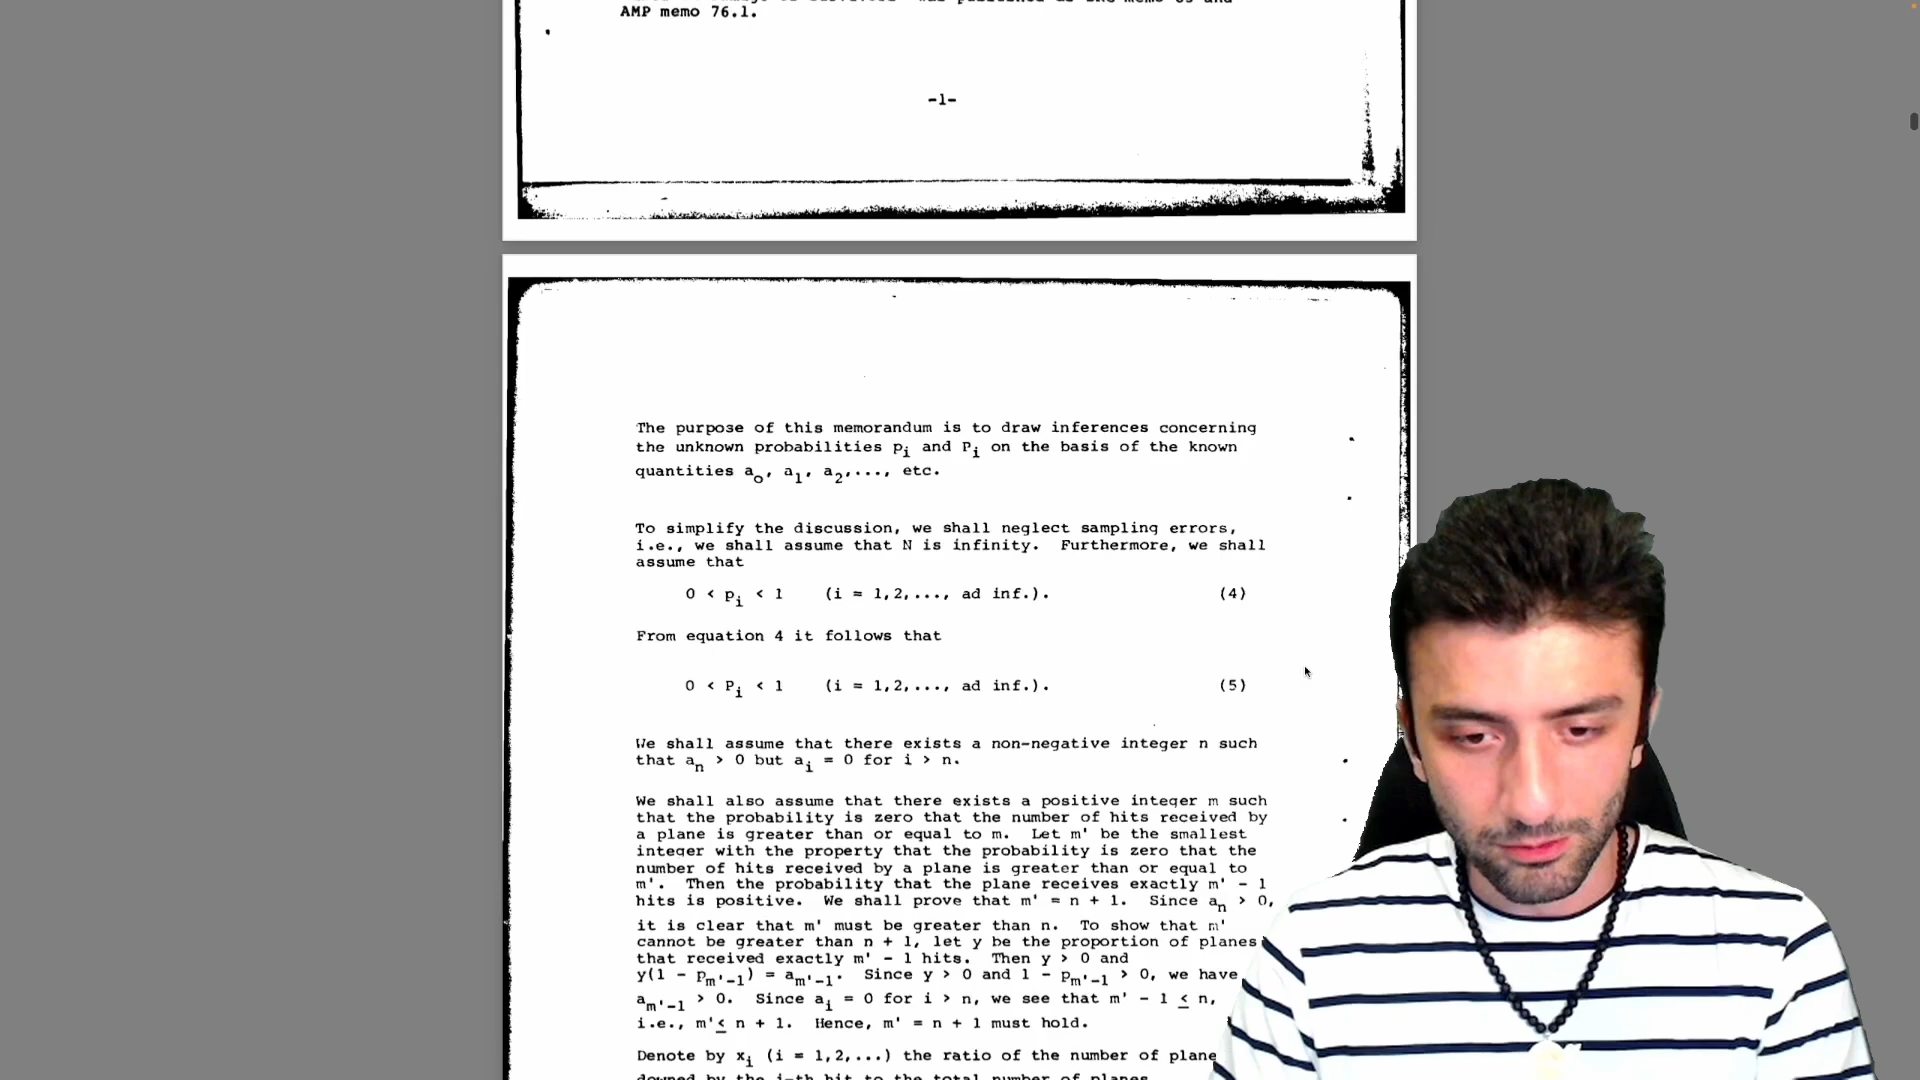 AMP memo 76.1.
-1-
The purpose of this memorandum is to draw inferences concerning
the unknown probabilities pi and Pi on the basis of the known
quantities ao, a1, a2,..., etc.
To simplify the discussion, we shall neglect sampling errors,
i.e., we shall assume that N is infinity. Furthermore, we shall
assume that
0 < pi < 1 (i = 1,2,..., ad inf.). (4)
From equation 4 it follows that
0 < Pi < 1 (i = 1,2,..., ad inf.). (5)
We shall assume that there exists a non-negative integer n such
that an > 0 but ai = 0 for i > n.
We shall also assume that there exists a positive integer m such
that the probability is zero that the number of hits received by
a plane is greater than or equal to m. Let m' be the smallest
integer with the property that the probability is zero that the
number of hits received by a plane is greater than or equal to
m'. Then the probability that the plane receives exactly m' - 1
hits is positive. We shall prove that m' = n + 1. Since an > 0,
it is clear that m' must be greater than n. To show that m'
cannot be greater than n + 1, let y be the proportion of planes
that received exactly m' - 1 hits. Then y > 0 and
y(1 - Pm'-1) = am'-1. Since y > 0 and 1 - Pm'-1 > 0, we have
am'-1 > 0. Since ai = 0 for i > n, we see that m' - 1 ≤ n,
i.e., m' ≤ n + 1. Hence, m' = n + 1 must hold.
Denote by xi (i = 1,2,...) the ratio of the number of plane
downed by the i-th hit to the total number of planes